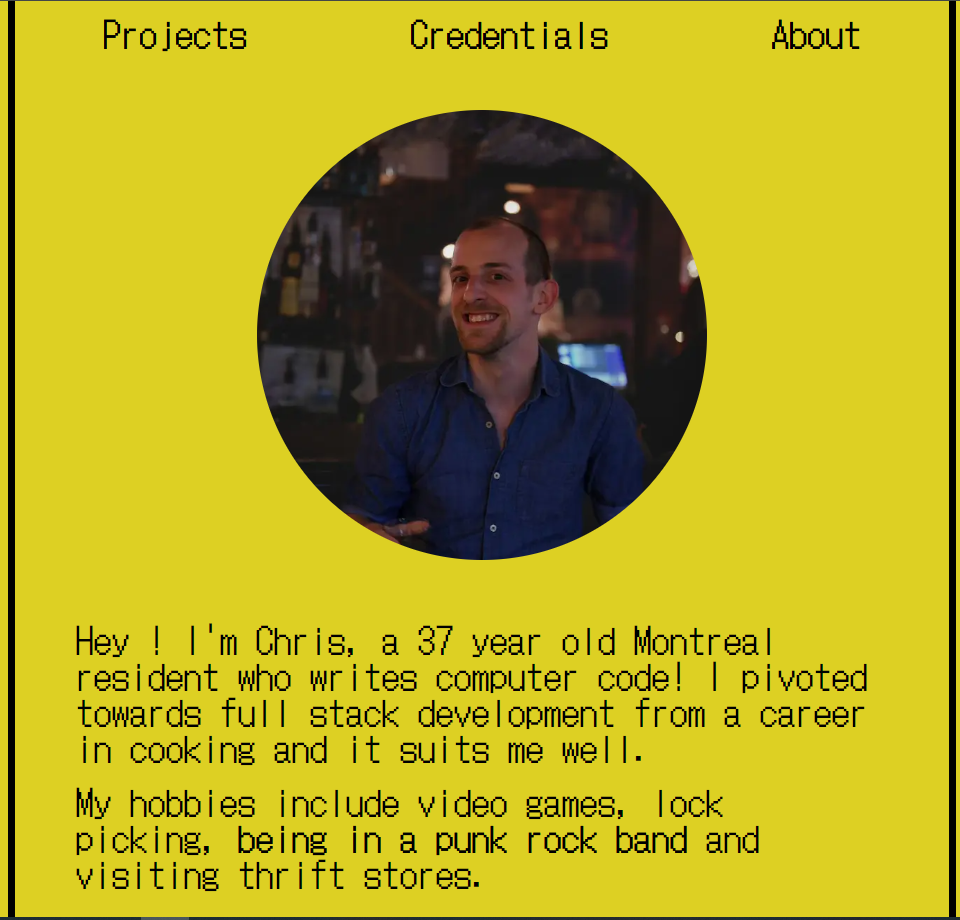 Projects Credentials About
Hey ! I'm Chris, a 37 year old Montreal
resident who writes computer code! I pivoted
towards full stack development from a career
in cooking and it suits me well.
My hobbies include video games, lock
picking, being in a punk rock band and
visiting thrift stores.